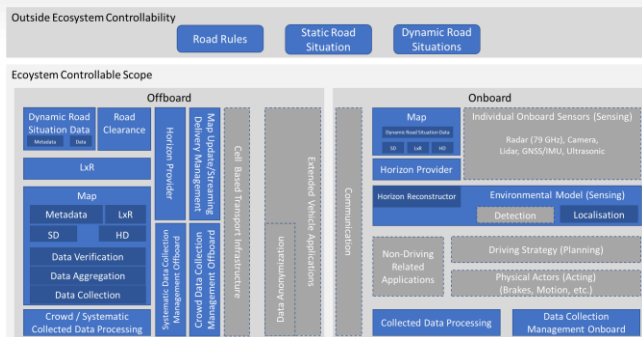 Outside Ecosystem Controllability
Road Rules
Static Road
Situation
Dynamic Road
Situations
Ecoystem Controllable Scope
Offboard
Dynamic Road
Situation Data
Metadata
Data
Road
Clearance
LxR
Map
Metadata
LxR
SD
HD
Data Verification
Data Aggregation
Data Collection
Crowd / Systematic
Collected Data Processing
Horizon Provider
Systematic Data Collection
Management Offboard
Map Update/Streaming
Delivery Management
Crowd Data Collection
Management Offboard
Cell Based Transport Infrastructure
Data Anonymization
Extended Vehicle Applications
Onboard
Communication
Map
Dynamic Road Situation Data
SD
LxR
HD
Horizon Provider
Individual Onboard Sensors (Sensing)
Radar (79 GHz), Camera,
Lidar, GNSS/IMU, Ultrasonic
Horizon Reconstructor
Environmental Model (Sensing)
Detection
Localisation
Non-Driving
Related
Applications
Driving Strategy (Planning)
Physical Actors (Acting)
(Brakes, Motion, etc.)
Collected Data Processing
Data Collection
Management Onboard